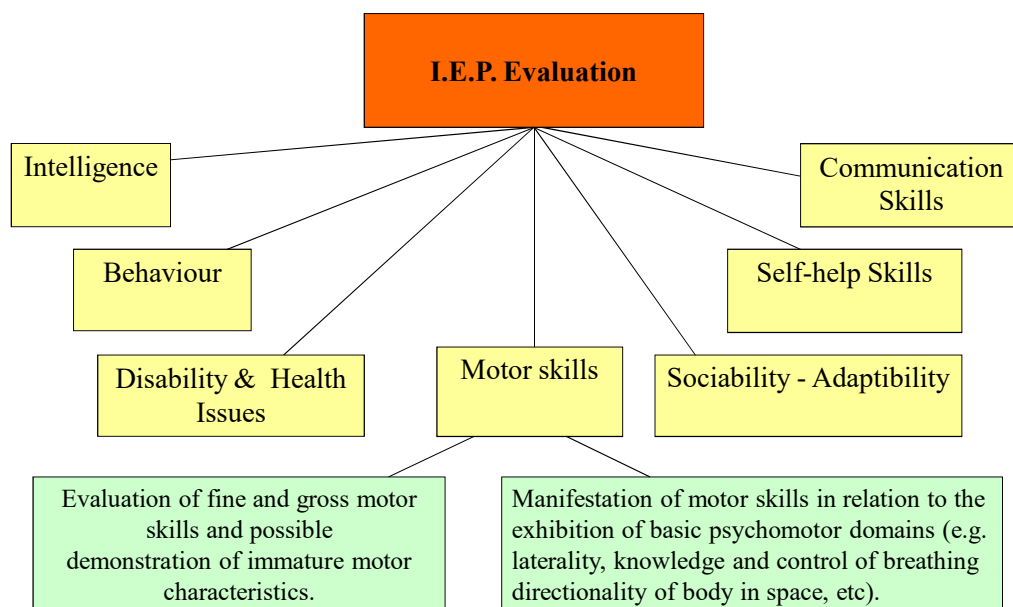 I.E.P. Evaluation
Intelligence
Communication
Skills
Behaviour
Self-help Skills
Disability & Health
Issues
Motor skills
Sociability - Adaptibility
Evaluation of fine and gross motor
skills and possible
demonstration of immature motor
characteristics.
Manifestation of motor skills in relation to the
exhibition of basic psychomotor domains (e.g.
laterality, knowledge and control of breathing
directionality of body in space, etc).